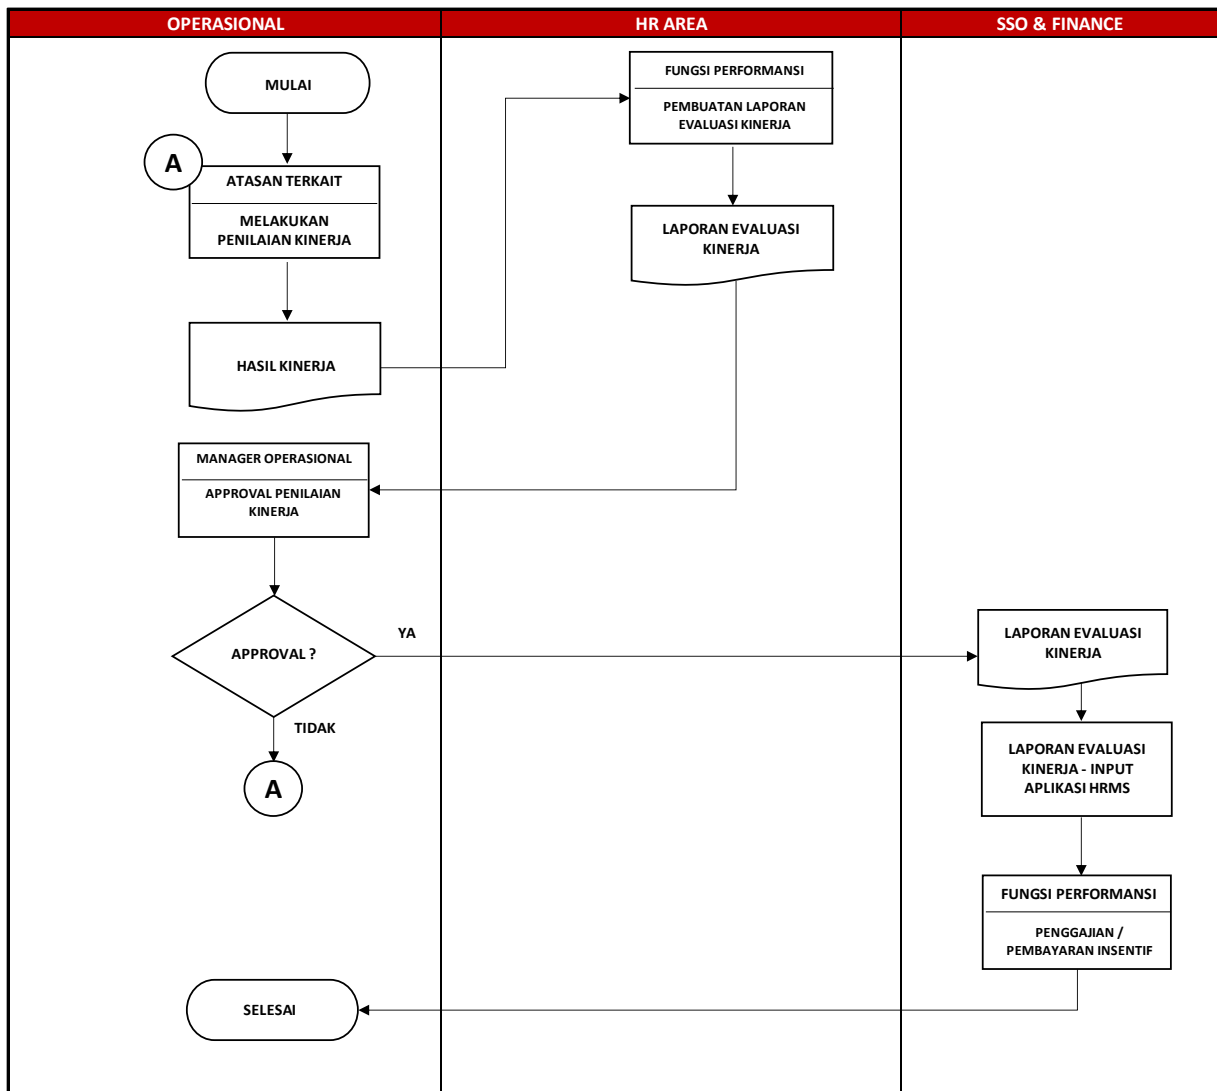 OPERASIONAL
HR AREA
SSO & FINANCE
MULAI
A
ATASAN TERKAIT
MELAKUKAN
PENILAIAN KINERJA
HASIL KINERJA
FUNGSI PERFORMANSI
PEMBUATAN LAPORAN
EVALUASI KINERJA
LAPORAN EVALUASI
KINERJA
MANAGER OPERASIONAL
APPROVAL PENILAIAN
KINERJA
APPROVAL ?
YA
TIDAK
A
LAPORAN EVALUASI
KINERJA
LAPORAN EVALUASI
KINERJA - INPUT
APLIKASI HRMS
FUNGSI PERFORMANSI
PENGGAJIAN /
PEMBAYARAN INSENTIF
SELESAI